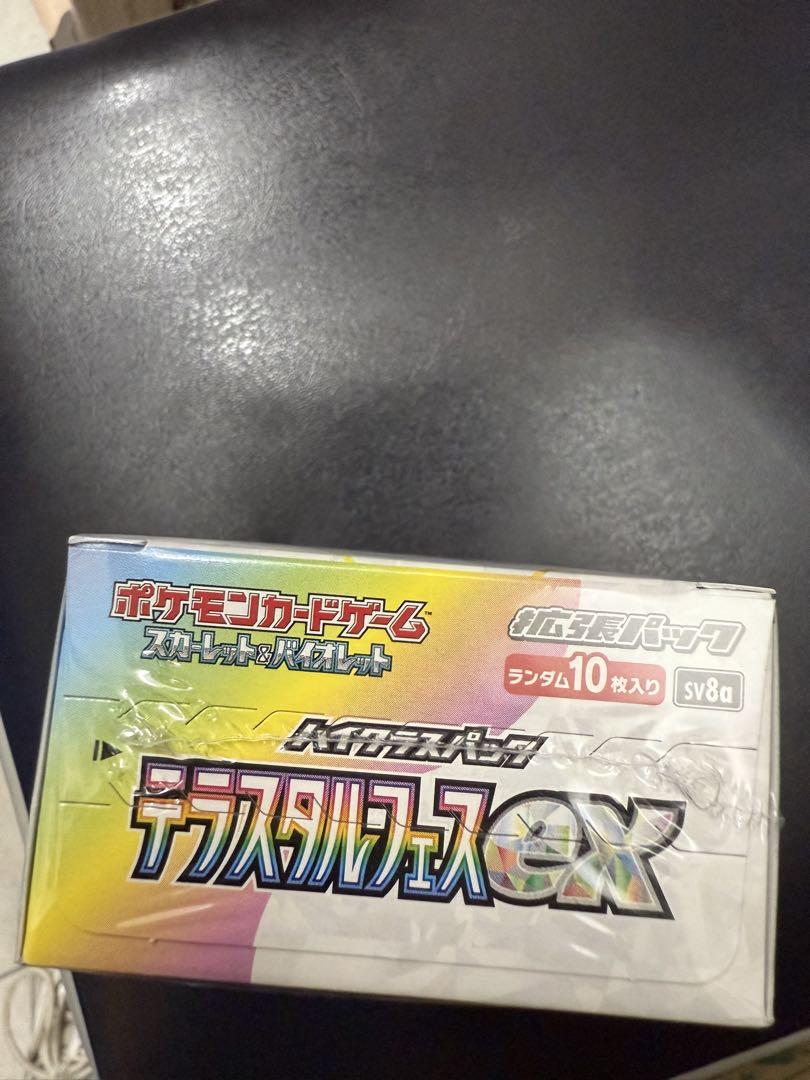 ポケモンカードゲーム™
スカーレット&バイオレット
拡張パック
ランダム10枚入り
sv8a
ハイクラスパック
テラスタルフェスex